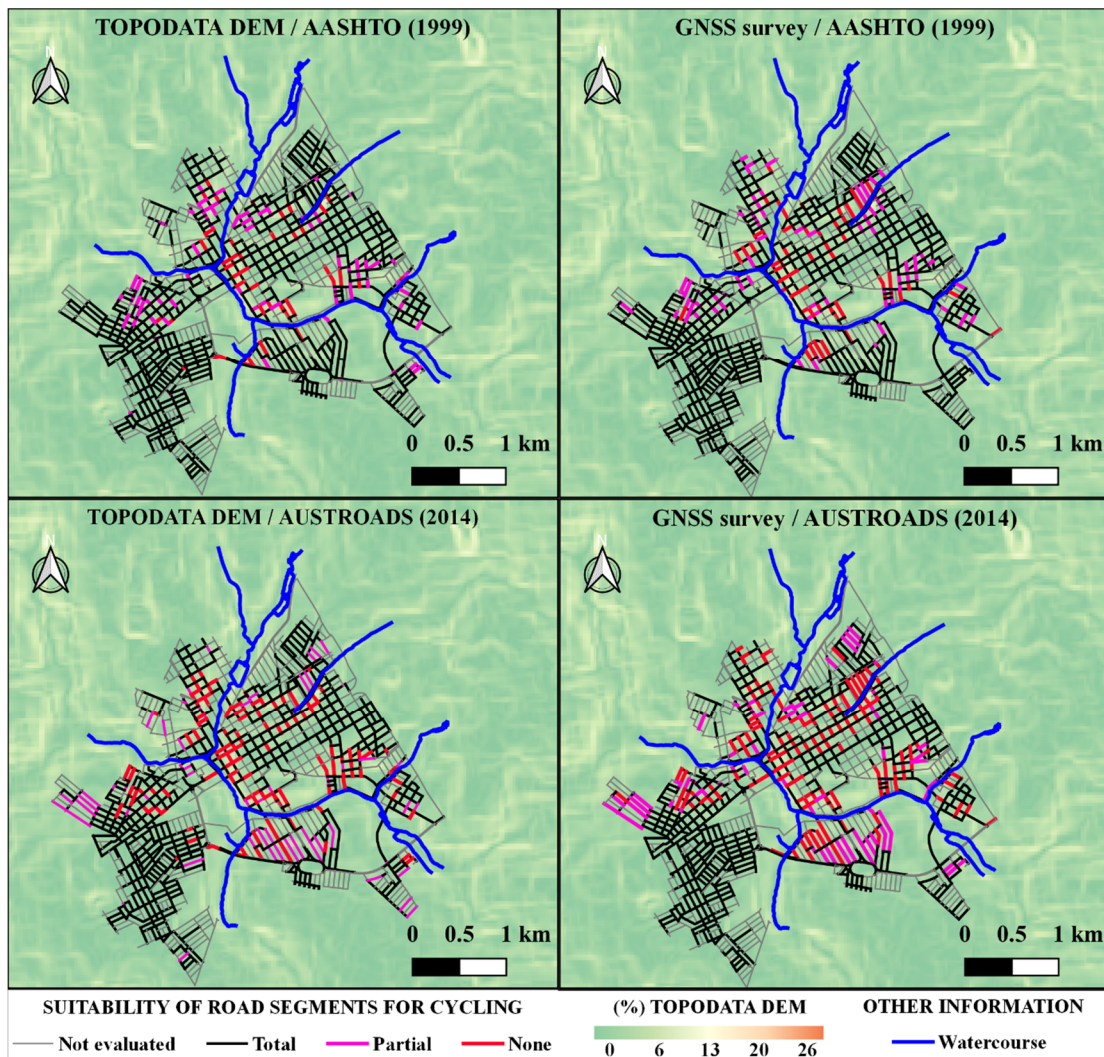 TOPODATA DEM / AASHTO (1999)
N
0 0.5 1 km
GNSS survey / AASHTO (1999)
N
0 0.5 1 km
TOPODATA DEM / AUSTROADS (2014)
N
0 0.5 1 km
GNSS survey / AUSTROADS (2014)
N
0 0.5 1 km
SUITABILITY OF ROAD SEGMENTS FOR CYCLING
Not evaluated Total Partial None
(%) TOPODATA DEM
0 6 13 20 26
OTHER INFORMATION
Watercourse